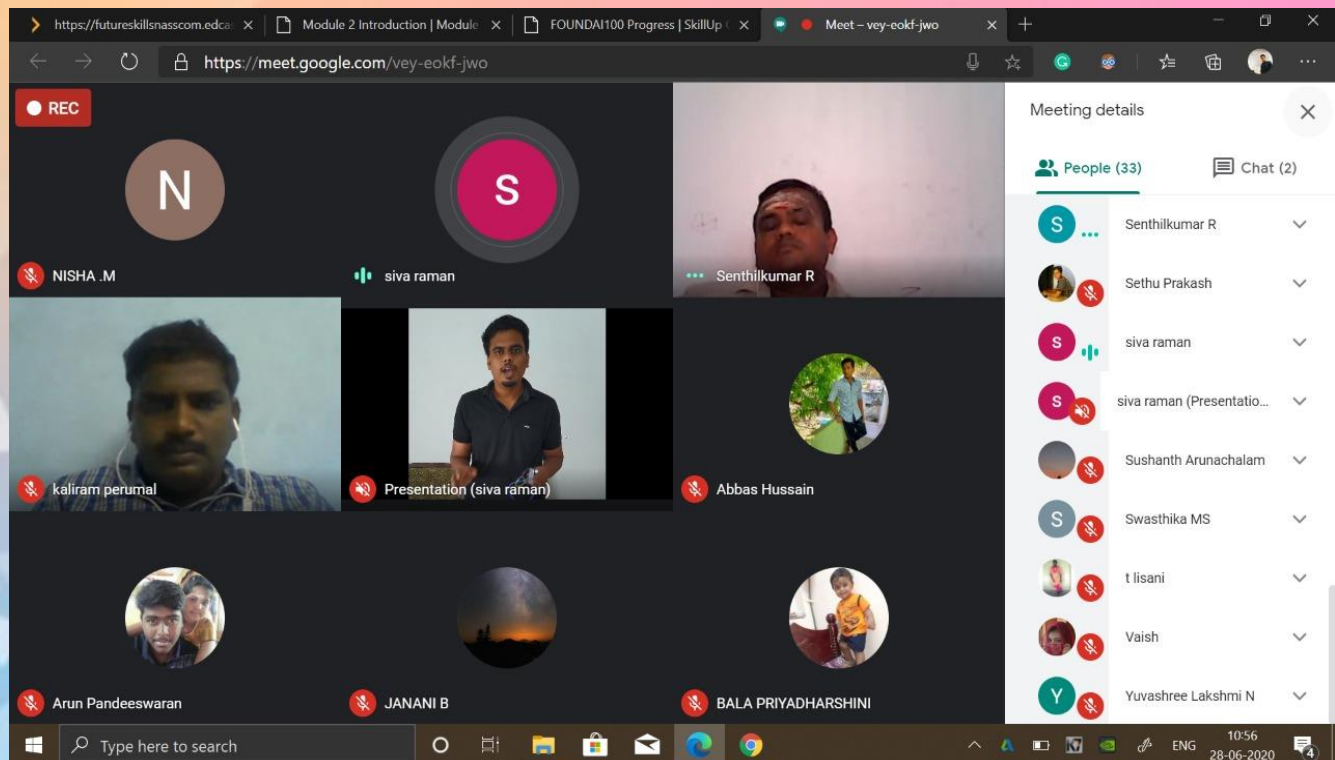 https://futureskillsnasscom.edca
Module 2 Introduction | Module
FOUNDAI100 Progress | SkillUp
Meet – vey-eokf-jwo
https://meet.google.com/vey-eokf-jwo
REC
N
NISHA .M
S
siva raman
Senthilkumar R
kaliram perumal
Presentation (siva raman)
Abbas Hussain
Arun Pandeeswaran
JANANI B
BALA PRIYADHARSHINI
Meeting details
People (33)
Chat (2)
S
Senthilkumar R
Sethu Prakash
S
siva raman
S
siva raman (Presentatio...
Sushanth Arunachalam
S
Swasthika MS
t lisani
Vaish
Y
Yuvashree Lakshmi N
Type here to search
ENG
10:56
28-06-2020
4